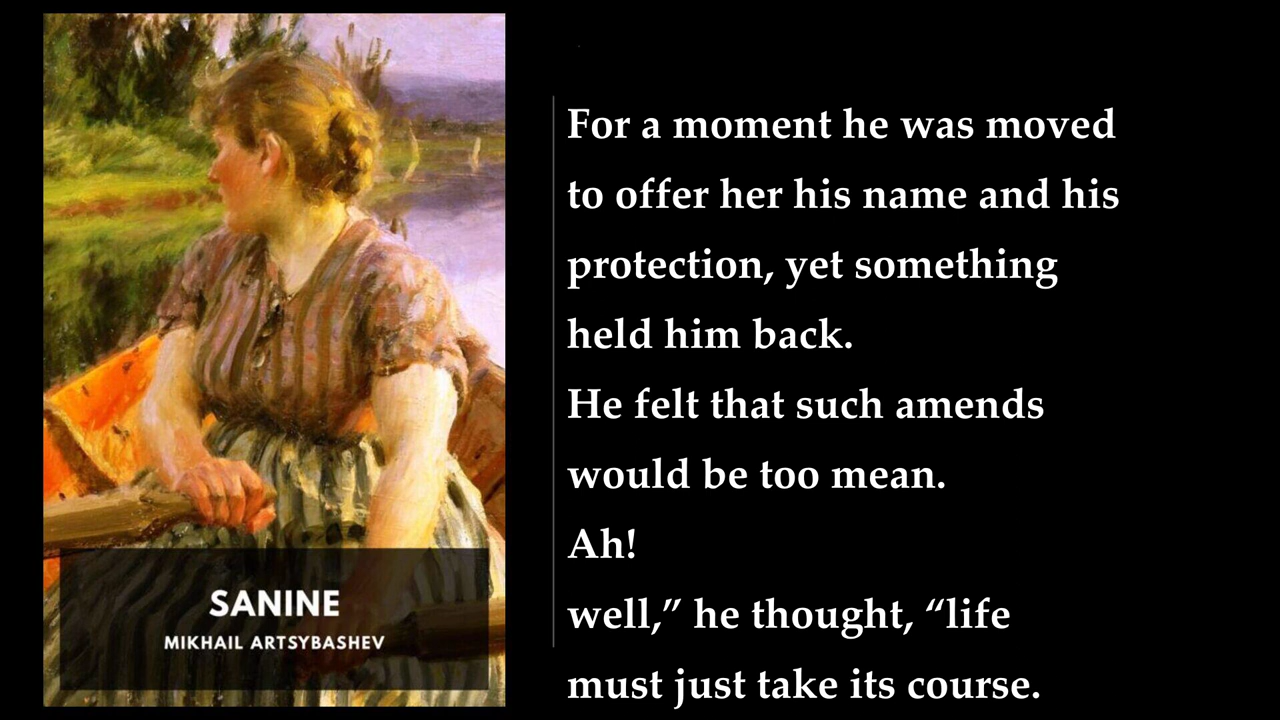 SANINE
MIKHAIL ARTSYBASHEV
For a moment he was moved
to offer her his name and his
protection, yet something
held him back.
He felt that such amends
would be too mean.
Ah!
well,” he thought, “life
must just take its course.